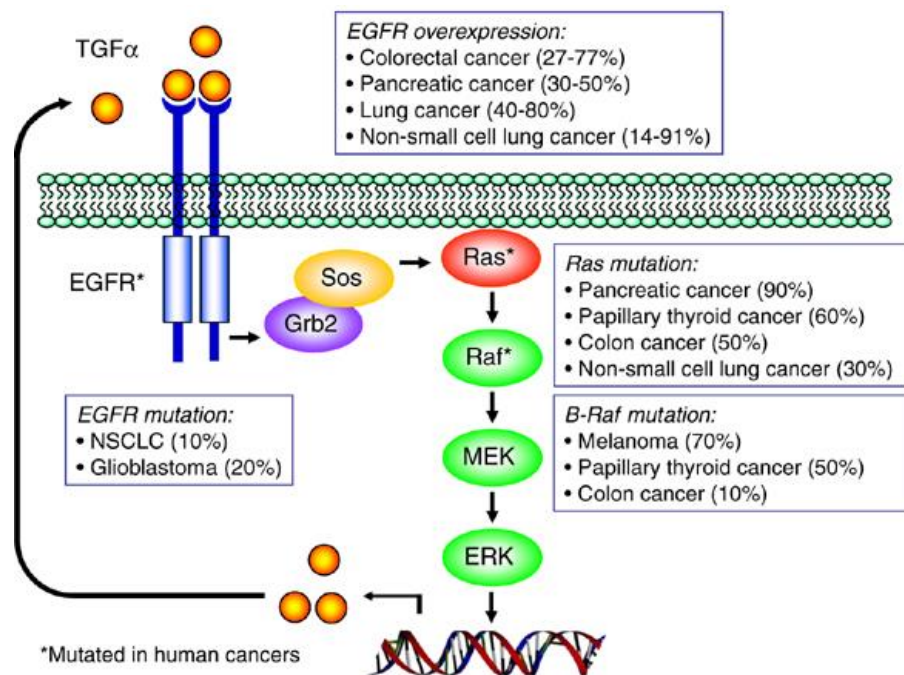 TGFα
EGFR overexpression:
• Colorectal cancer (27-77%)
• Pancreatic cancer (30-50%)
• Lung cancer (40-80%)
• Non-small cell lung cancer (14-91%)
EGFR*
Sos
Grb2
Ras*
Raf*
MEK
ERK
Ras mutation:
• Pancreatic cancer (90%)
• Papillary thyroid cancer (60%)
• Colon cancer (50%)
• Non-small cell lung cancer (30%)
EGFR mutation:
• NSCLC (10%)
• Glioblastoma (20%)
B-Raf mutation:
• Melanoma (70%)
• Papillary thyroid cancer (50%)
• Colon cancer (10%)
*Mutated in human cancers